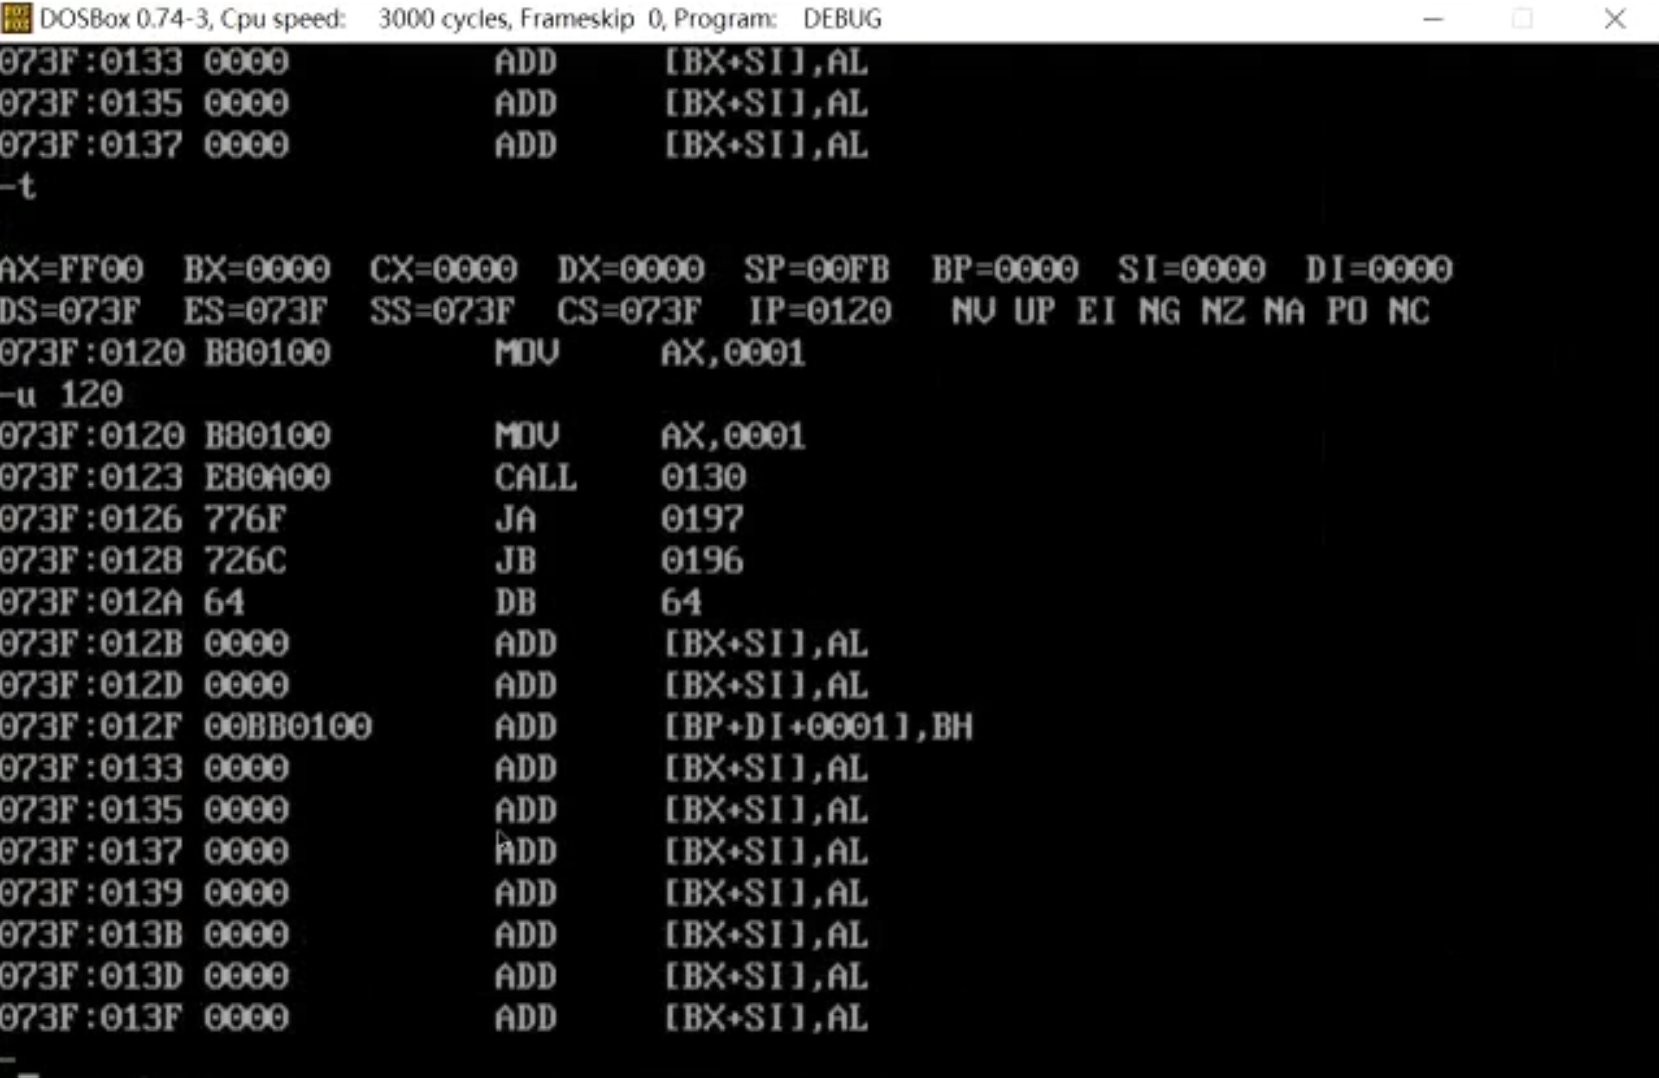 DOSBox 0.74-3, Cpu speed: 3000 cycles, Frameskip 0, Program: DEBUG
073F:0133 0000 ADD [BX+SI],AL
073F:0135 0000 ADD [BX+SI],AL
073F:0137 0000 ADD [BX+SI],AL
-t
AX=FF00 BX=0000 CX=0000 DX=0000 SP=00FB BP=0000 SI=0000 DI=0000
DS=073F ES=073F SS=073F CS=073F IP=0120 NV UP EI NG NZ NA PO NC
073F:0120 B80100 MOV AX,0001
-u 120
073F:0120 B80100 MOV AX,0001
073F:0123 E80A00 CALL 0130
073F:0126 776F JA 0197
073F:0128 726C JB 0196
073F:012A 64 DB 64
073F:012B 0000 ADD [BX+SI],AL
073F:012D 0000 ADD [BX+SI],AL
073F:012F 00BB0100 ADD [BP+DI+0001],BH
073F:0133 0000 ADD [BX+SI],AL
073F:0135 0000 ADD [BX+SI],AL
073F:0137 0000 ADD [BX+SI],AL
073F:0139 0000 ADD [BX+SI],AL
073F:013B 0000 ADD [BX+SI],AL
073F:013D 0000 ADD [BX+SI],AL
073F:013F 0000 ADD [BX+SI],AL
-